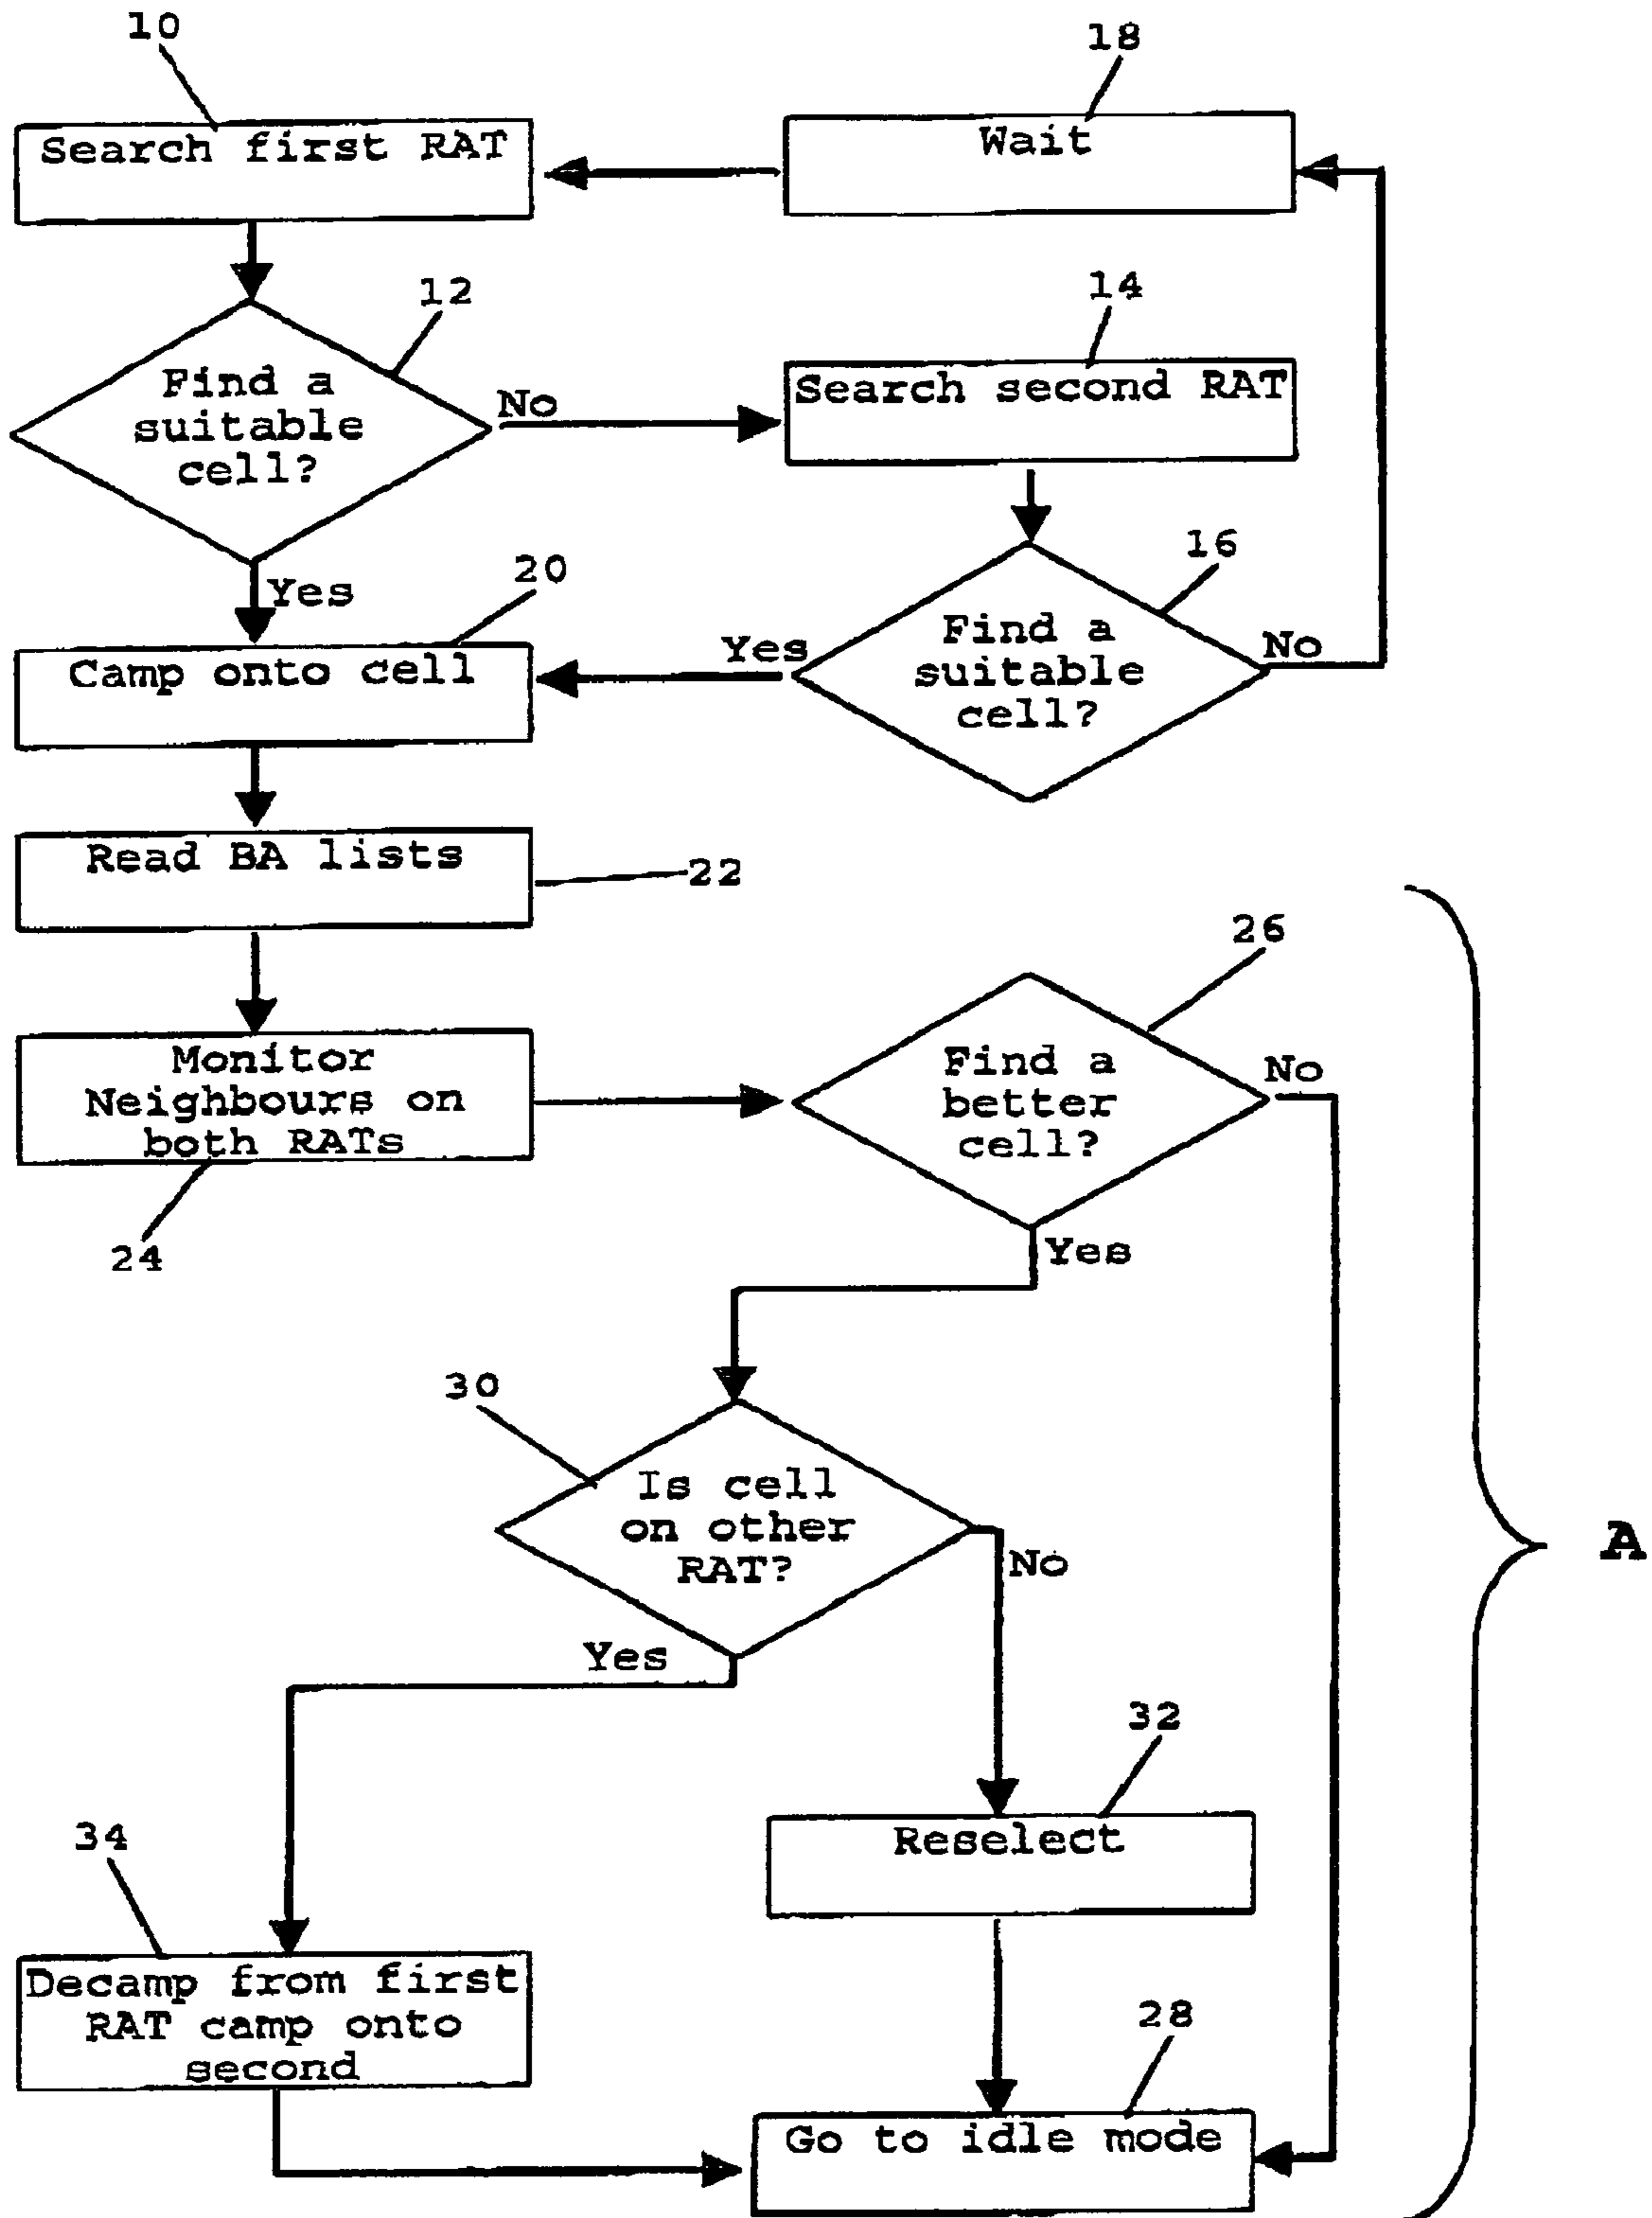 10
18
Search first RAT
Wait
12
14
Find a
suitable
cell?
No
Search second RAT
Yes
20
16
Camp onto cell
Yes
Find a
suitable
cell?
No
Read BA lists
22
26
Monitor
Neighbours on
both RATs
24
Find a
better
cell?
No
Yes
30
Is cell
on other
RAT?
No
A
Yes
32
Reselect
34
Decamp from first
RAT camp onto
second
28
Go to idle mode